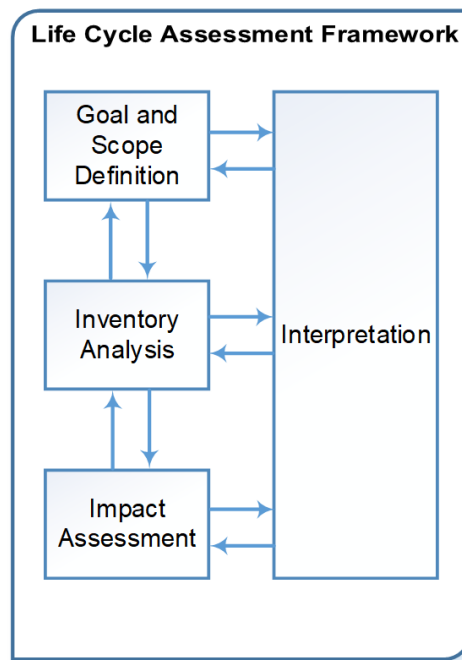 Life Cycle Assessment Framework
Goal and
Scope
Definition
Inventory
Analysis
Interpretation
Impact
Assessment